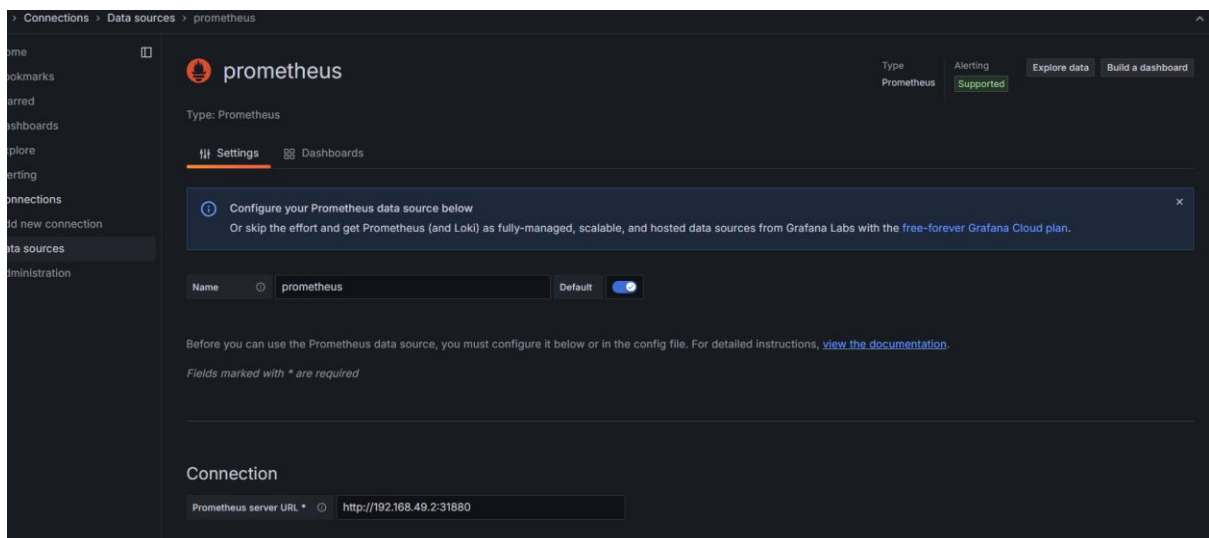 > Connections > Data sources > prometheus
ome
ookmarks
arred
ashboards
xplore
erting
onnections
dd new connection
ata sources
dministration
prometheus
Type
Prometheus
Alerting
Supported
Explore data
Build a dashboard
Type: Prometheus
Settings
Dashboards
Configure your Prometheus data source below
Or skip the effort and get Prometheus (and Loki) as fully-managed, scalable, and hosted data sources from Grafana Labs with the free-forever Grafana Cloud plan.
Name prometheus Default
Before you can use the Prometheus data source, you must configure it below or in the config file. For detailed instructions, view the documentation.
Fields marked with * are required
Connection
Prometheus server URL * http://192.168.49.2:31880